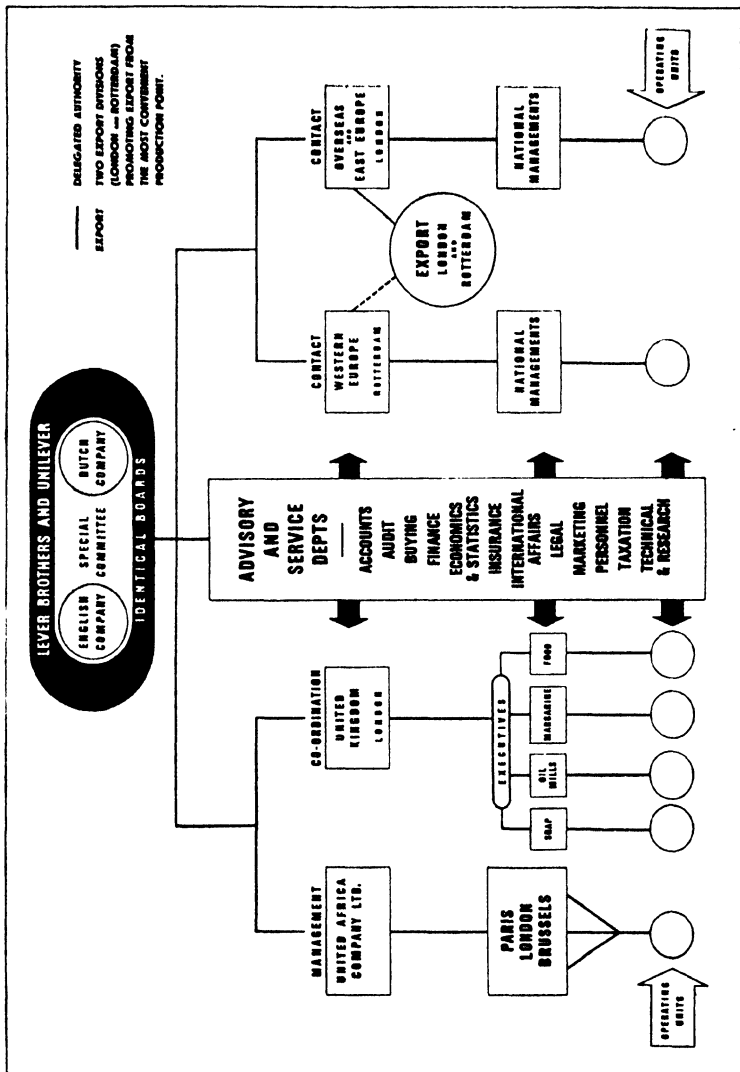 LEVER BROTHERS AND UNILEVER
ENGLISH
COMPANY
SPECIAL
COMMITTEE
DUTCH
COMPANY
IDENTICAL BOARDS
DELEGATED AUTHORITY
EXPORT
TWO EXPORT DIVISIONS
(LONDON — ROTTERDAM)
PROMOTING EXPORT FROM
THE MOST CONVENIENT
PRODUCTION POINT.
MANAGEMENT
UNITED AFRICA
COMPANY LTD.
PARIS
LONDON
BRUSSELS
OPERATING
UNITS
CO-ORDINATION
UNITED
KINGDOM
LONDON
EXECUTIVES
SOAP
OIL
MILLS
MARGARINE
FOOD
ADVISORY
AND
SERVICE
DEPTS
ACCOUNTS
AUDIT
BUYING
FINANCE
ECONOMICS
& STATISTICS
INSURANCE
INTERNATIONAL
AFFAIRS
LEGAL
MARKETING
PERSONNEL
TAXATION
TECHNICAL
& RESEARCH
CONTACT
WESTERN
EUROPE
ROTTERDAM
NATIONAL
MANAGEMENTS
EXPORT
LONDON
AND
ROTTERDAM
CONTACT
OVERSEAS
AND
EAST EUROPE
LONDON
NATIONAL
MANAGEMENTS
OPERATING
UNITS